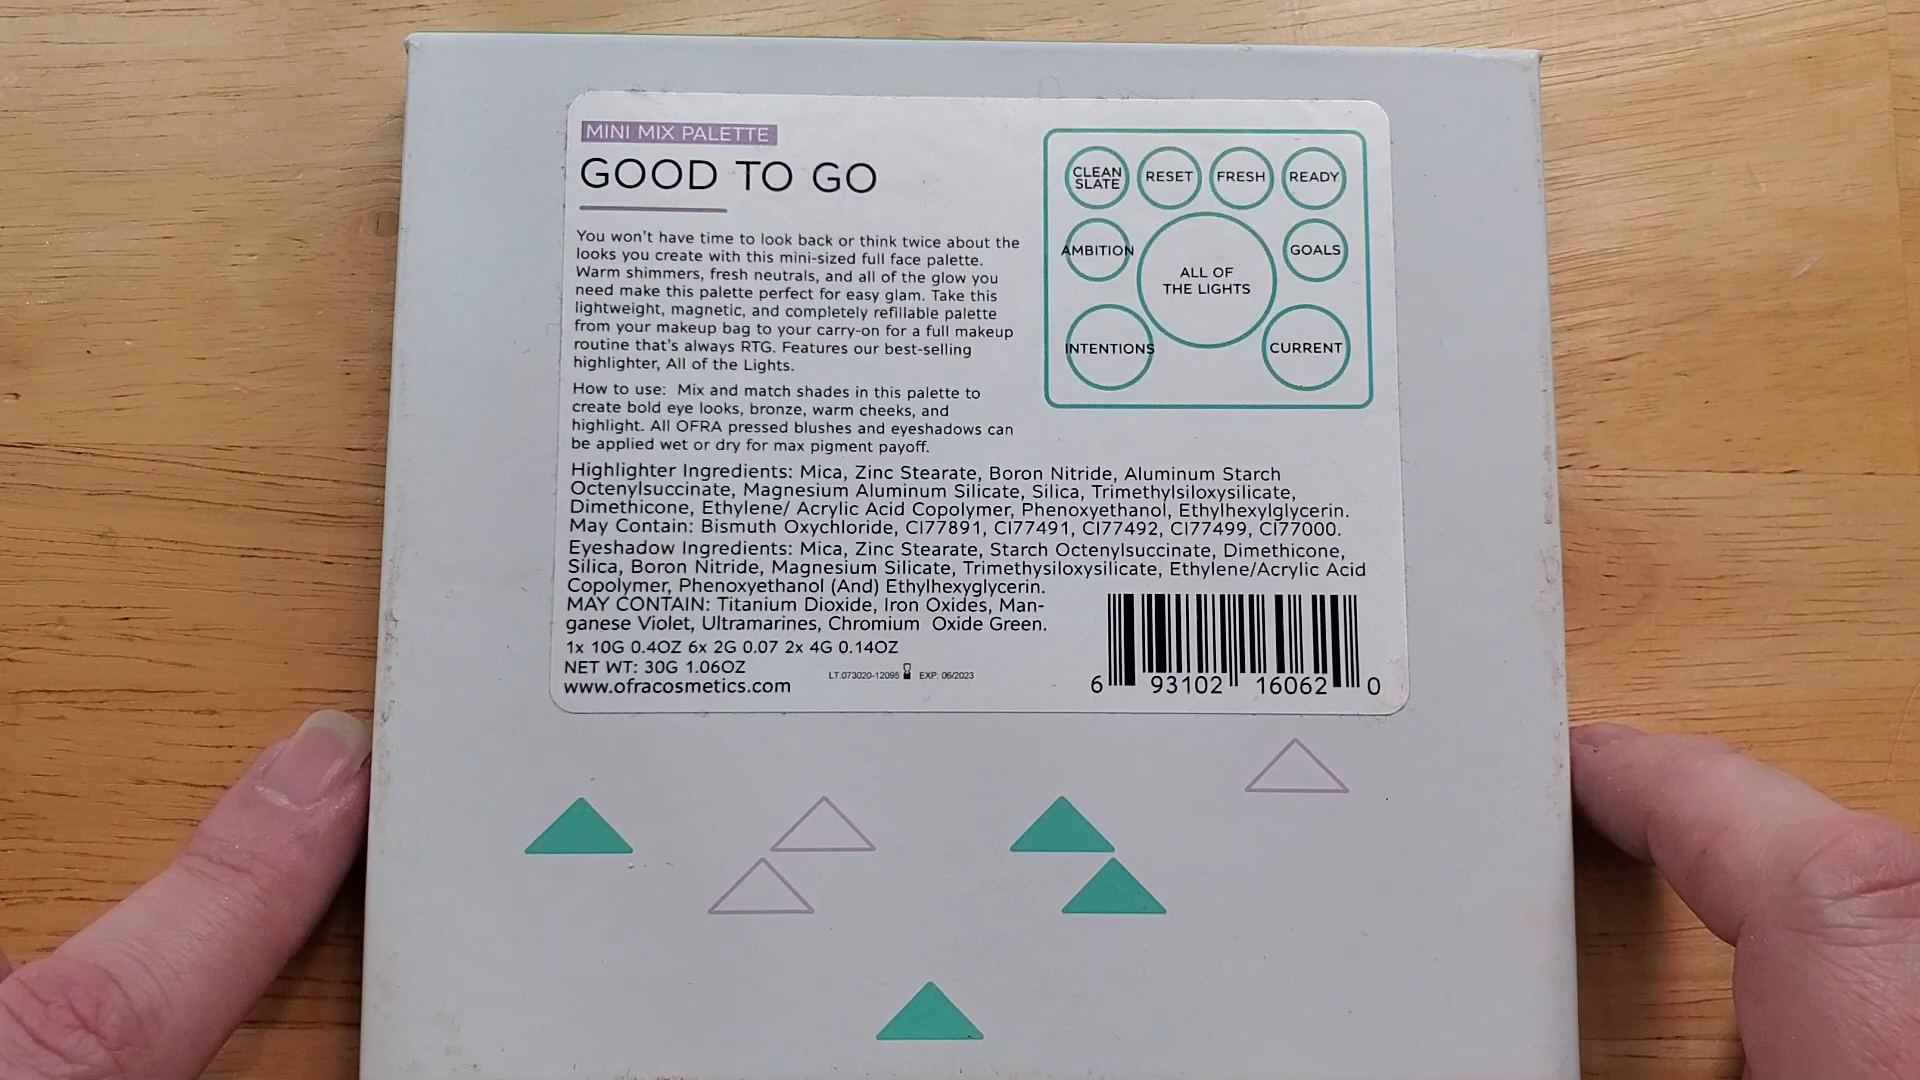 MINI MIX PALETTE
GOOD TO GO
You won't have time to look back or think twice about the
looks you create with this mini-sized full face palette.
Warm shimmers, fresh neutrals, and all of the glow you
need make this palette perfect for easy glam. Take this
lightweight, magnetic, and completely refillable palette
from your makeup bag to your carry-on for a full makeup
routine that's always RTG. Features our best-selling
highlighter, All of the Lights.
How to use: Mix and match shades in this palette to
create bold eye looks, bronze, warm cheeks, and
highlight. All OFRA pressed blushes and eyeshadows can
be applied wet or dry for max pigment payoff.
CLEAN
SLATE
RESET
FRESH
READY
AMBITION
ALL OF
THE LIGHTS
GOALS
INTENTIONS
CURRENT
Highlighter Ingredients: Mica, Zinc Stearate, Boron Nitride, Aluminum Starch
Octenylsuccinate, Magnesium Aluminum Silicate, Silica, Trimethylsiloxysilicate,
Dimethicone, Ethylene/ Acrylic Acid Copolymer, Phenoxyethanol, Ethylhexylglycerin.
May Contain: Bismuth Oxychloride, CI77891, CI77491, CI77492, CI77499, CI77000.
Eyeshadow Ingredients: Mica, Zinc Stearate, Starch Octenylsuccinate, Dimethicone,
Silica, Boron Nitride, Magnesium Silicate, Trimethysiloxysilicate, Ethylene/Acrylic Acid
Copolymer, Phenoxyethanol (And) Ethylhexyglycerin.
MAY CONTAIN: Titanium Dioxide, Iron Oxides, Man-
ganese Violet, Ultramarines, Chromium Oxide Green.
1x 10G 0.4OZ 6x 2G 0.07 2x 4G 0.14OZ
NET WT: 30G 1.06OZ
www.ofracosmetics.com
LT:073020-12095 EXP: 06/2023
6 93102 16062 0